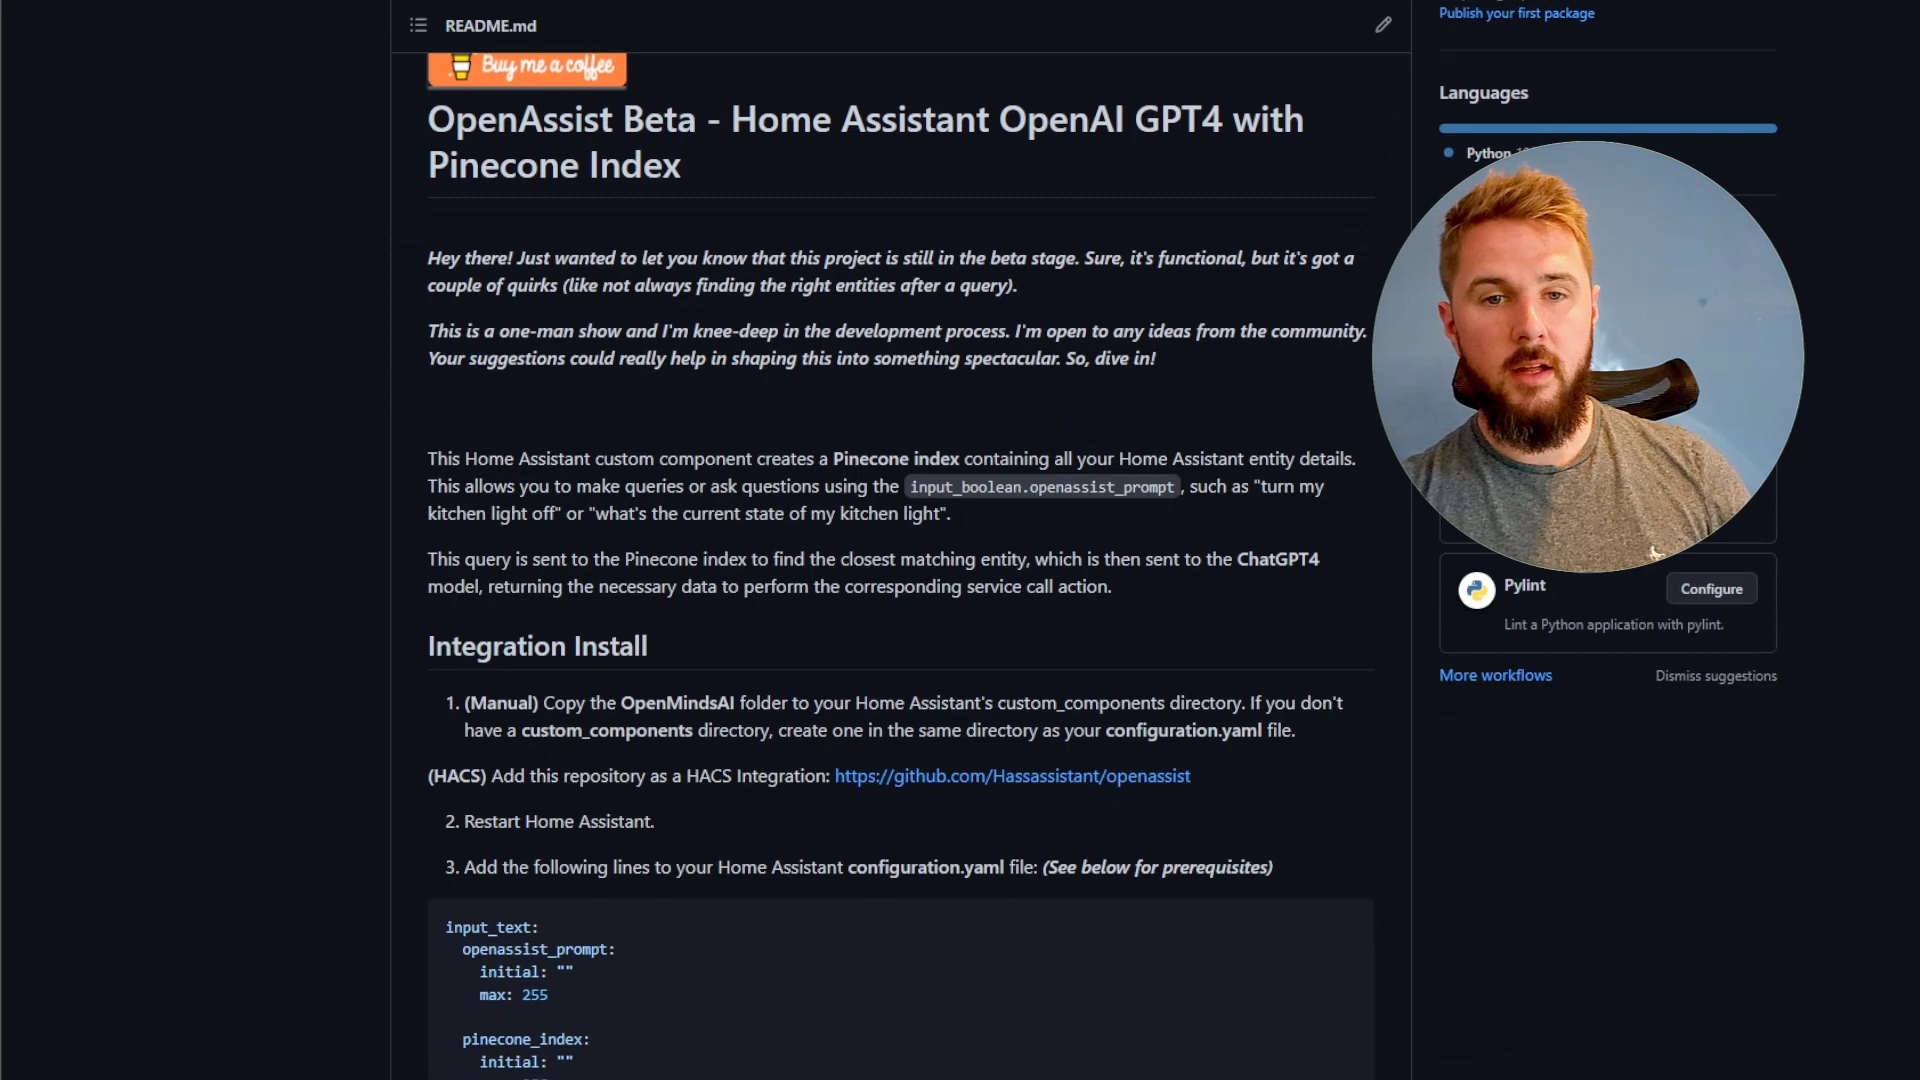 README.md
Publish your first package
Buy me a coffee
OpenAssist Beta - Home Assistant OpenAI GPT4 with
Pinecone Index
Hey there! Just wanted to let you know that this project is still in the beta stage. Sure, it's functional, but it's got a
couple of quirks (like not always finding the right entities after a query).
This is a one-man show and I'm knee-deep in the development process. I'm open to any ideas from the community.
Your suggestions could really help in shaping this into something spectacular. So, dive in!
This Home Assistant custom component creates a Pinecone index containing all your Home Assistant entity details.
This allows you to make queries or ask questions using the input_boolean.openassist_prompt, such as "turn my
kitchen light off" or "what's the current state of my kitchen light".
This query is sent to the Pinecone index to find the closest matching entity, which is then sent to the ChatGPT4
model, returning the necessary data to perform the corresponding service call action.
Integration Install
1. (Manual) Copy the OpenMindsAI folder to your Home Assistant's custom_components directory. If you don't
have a custom_components directory, create one in the same directory as your configuration.yaml file.
(HACS) Add this repository as a HACS Integration: https://github.com/Hassassistant/openassist
2. Restart Home Assistant.
3. Add the following lines to your Home Assistant configuration.yaml file: (See below for prerequisites)
input_text:
openassist_prompt:
initial: ""
max: 255
pinecone_index:
initial: ""
Languages
Python
Pylint
Configure
Lint a Python application with pylint.
More workflows
Dismiss suggestions